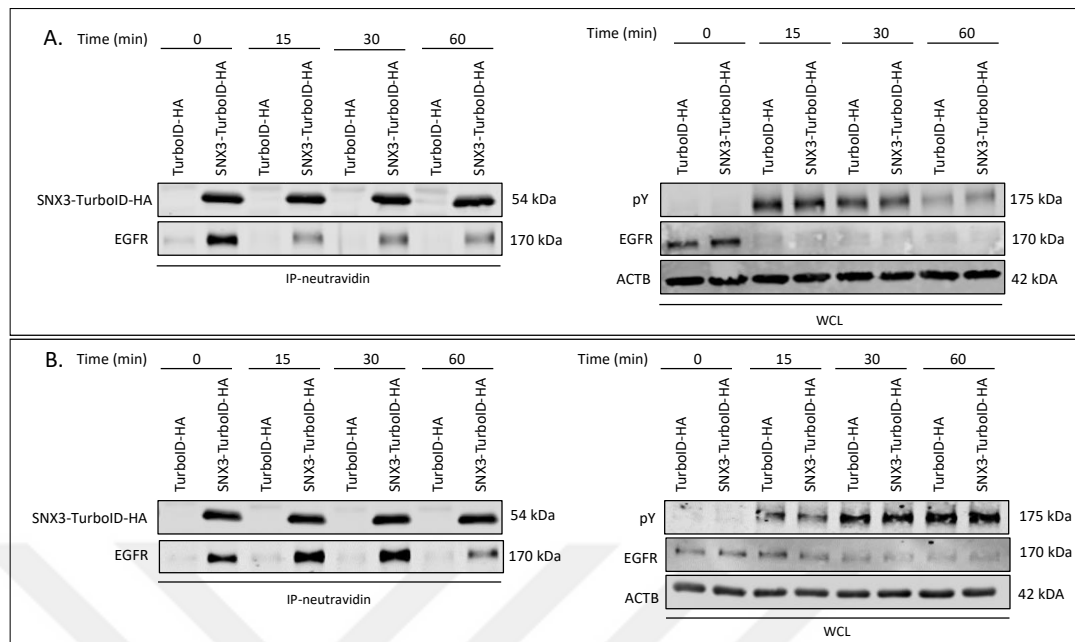 A.
Time (min) 0 15 30 60
TurboID-HA SNX3-TurboID-HA TurboID-HA SNX3-TurboID-HA TurboID-HA SNX3-TurboID-HA TurboID-HA SNX3-TurboID-HA
SNX3-TurboID-HA 54 kDa
EGFR 170 kDa
IP-neutravidin
Time (min) 0 15 30 60
TurboID-HA SNX3-TurboID-HA TurboID-HA SNX3-TurboID-HA TurboID-HA SNX3-TurboID-HA TurboID-HA SNX3-TurboID-HA
pY 175 kDa
EGFR 170 kDa
ACTB 42 kDA
WCL
B.
Time (min) 0 15 30 60
TurboID-HA SNX3-TurboID-HA TurboID-HA SNX3-TurboID-HA TurboID-HA SNX3-TurboID-HA TurboID-HA SNX3-TurboID-HA
SNX3-TurboID-HA 54 kDa
EGFR 170 kDa
IP-neutravidin
Time (min) 0 15 30 60
TurboID-HA SNX3-TurboID-HA TurboID-HA SNX3-TurboID-HA TurboID-HA SNX3-TurboID-HA TurboID-HA SNX3-TurboID-HA
pY 175 kDa
EGFR 170 kDa
ACTB 42 kDa
WCL